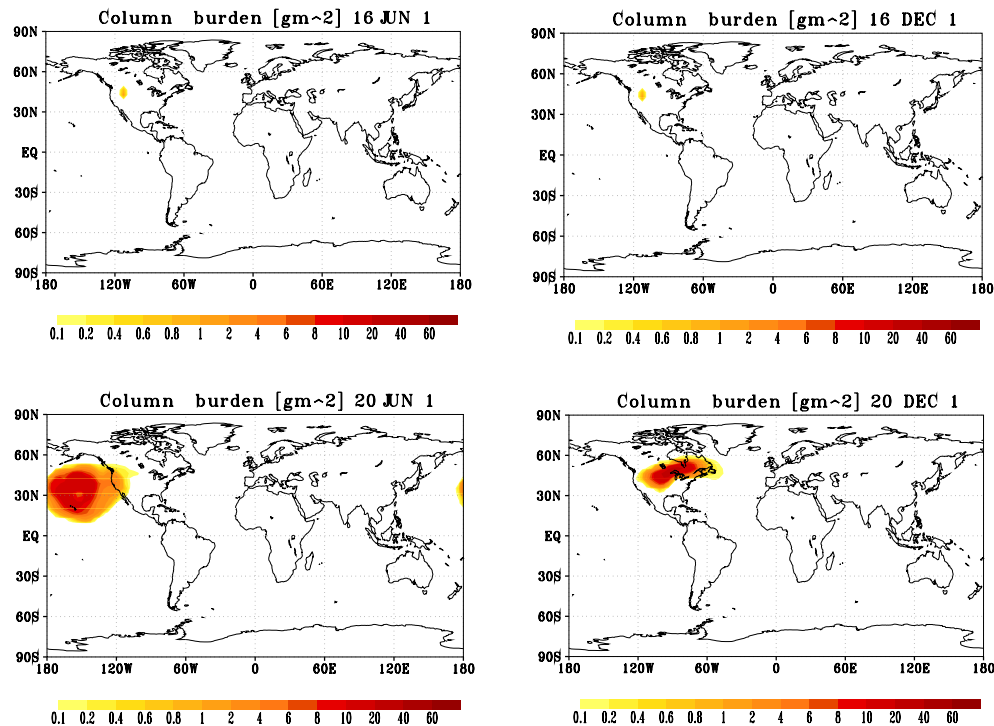 Column burden [gm^2] 16 JUN 1
90N
60N
30N
EQ
30S
60S
90S
180 120W 60W 0 60E 120E 180
0.1 0.2 0.4 0.6 0.8 1 2 4 6 8 10 20 40 60
Column burden [gm^2] 16 DEC 1
90N
60N
30N
EQ
30S
60S
90S
180 120W 60W 0 60E 120E 180
0.1 0.2 0.4 0.6 0.8 1 2 4 6 8 10 20 40 60
Column burden [gm^2] 20 JUN 1
90N
60N
30N
EQ
30S
60S
90S
180 120W 60W 0 60E 120E 180
0.1 0.2 0.4 0.6 0.8 1 2 4 6 8 10 20 40 60
Column burden [gm^2] 20 DEC 1
90N
60N
30N
EQ
30S
60S
90S
180 120W 60W 0 60E 120E 180
0.1 0.2 0.4 0.6 0.8 1 2 4 6 8 10 20 40 60